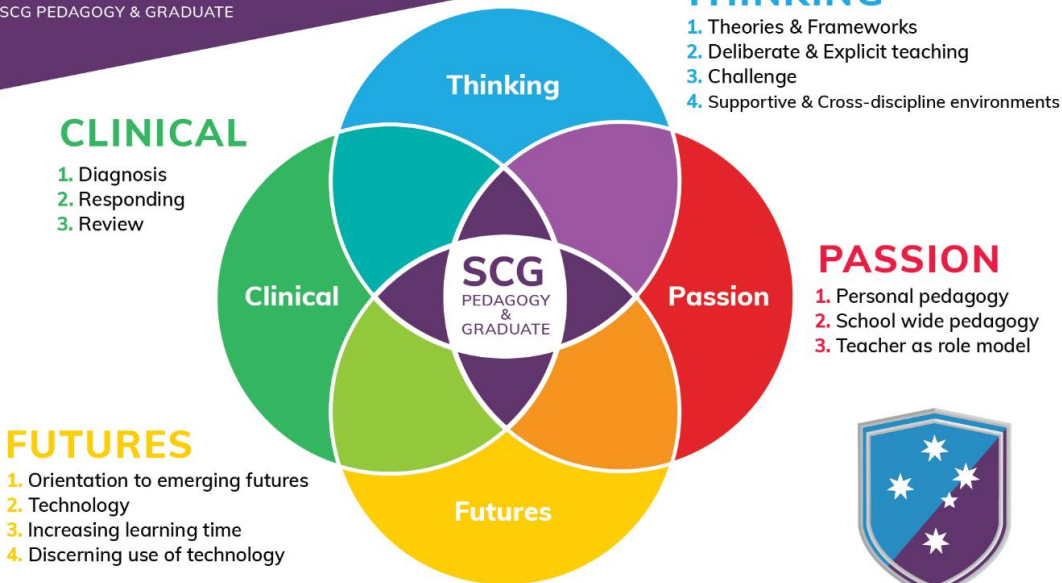 SCG PEDAGOGY & GRADUATE
THINKING
1. Theories & Frameworks
2. Deliberate & Explicit teaching
3. Challenge
4. Supportive & Cross-discipline environments
Thinking
CLINICAL
1. Diagnosis
2. Responding
3. Review
Clinical
SCG
PEDAGOGY
&
GRADUATE
Passion
PASSION
1. Personal pedagogy
2. School wide pedagogy
3. Teacher as role model
FUTURES
1. Orientation to emerging futures
2. Technology
3. Increasing learning time
4. Discerning use of technology
Futures